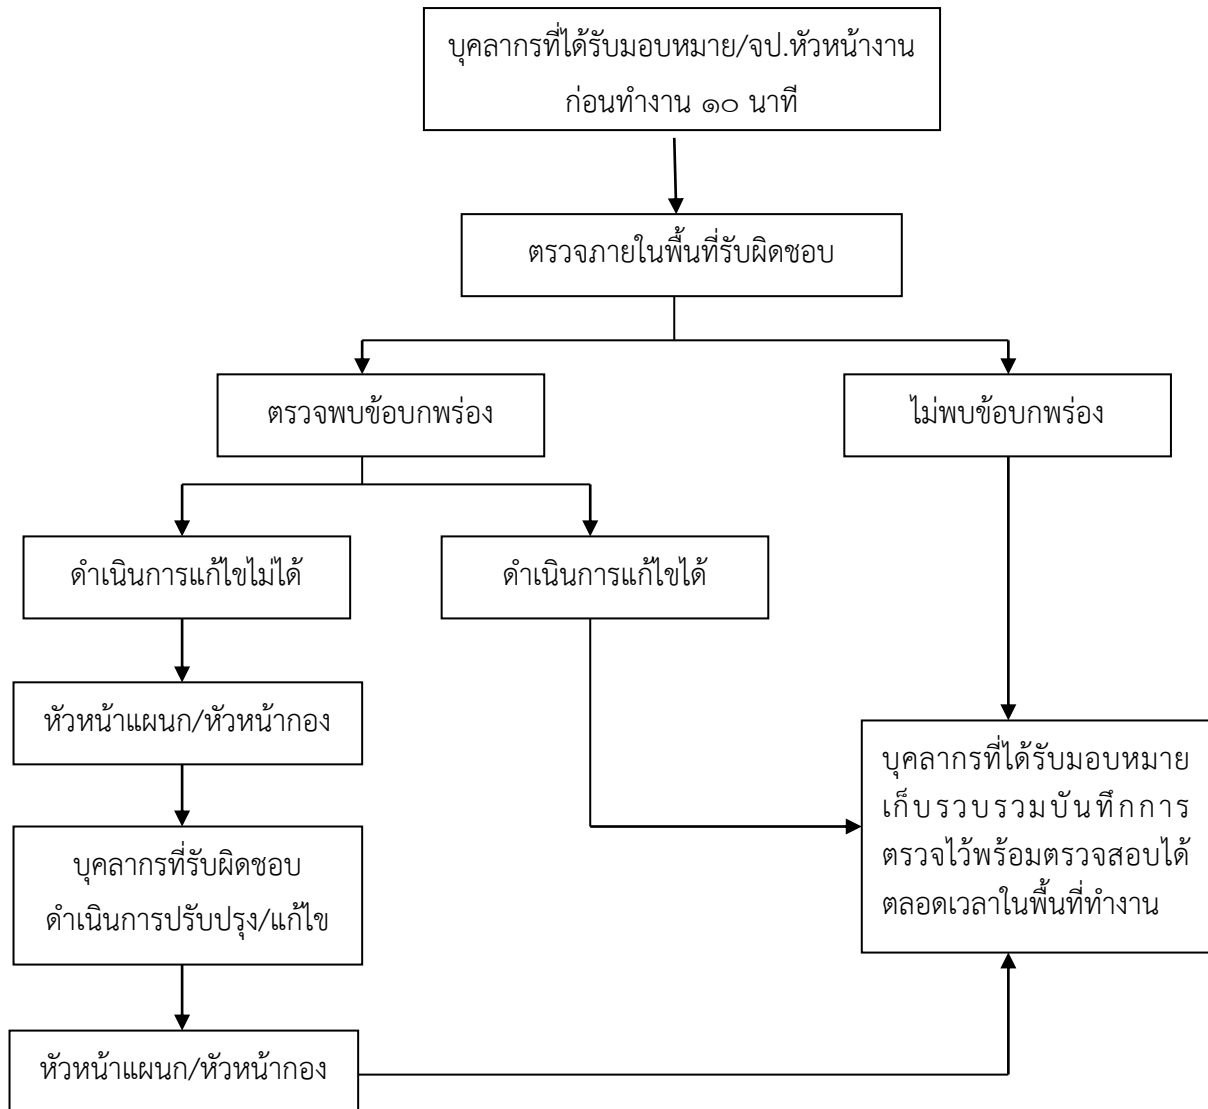 บุคลากรที่ได้รับมอบหมาย/จป.หัวหน้างาน
ก่อนทำงาน ๑๐ นาที
ตรวจภายในพื้นที่รับผิดชอบ
ตรวจพบข้อบกพร่อง
ไม่พบข้อบกพร่อง
ดำเนินการแก้ไขไม่ได้
ดำเนินการแก้ไขได้
หัวหน้าแผนก/หัวหน้ากอง
บุคลากรที่รับผิดชอบ
ดำเนินการปรับปรุง/แก้ไข
หัวหน้าแผนก/หัวหน้ากอง
บุคลากรที่ได้รับมอบหมาย
เก็บรวบรวมบันทึกการ
ตรวจไว้พร้อมตรวจสอบได้
ตลอดเวลาในพื้นที่ทำงาน